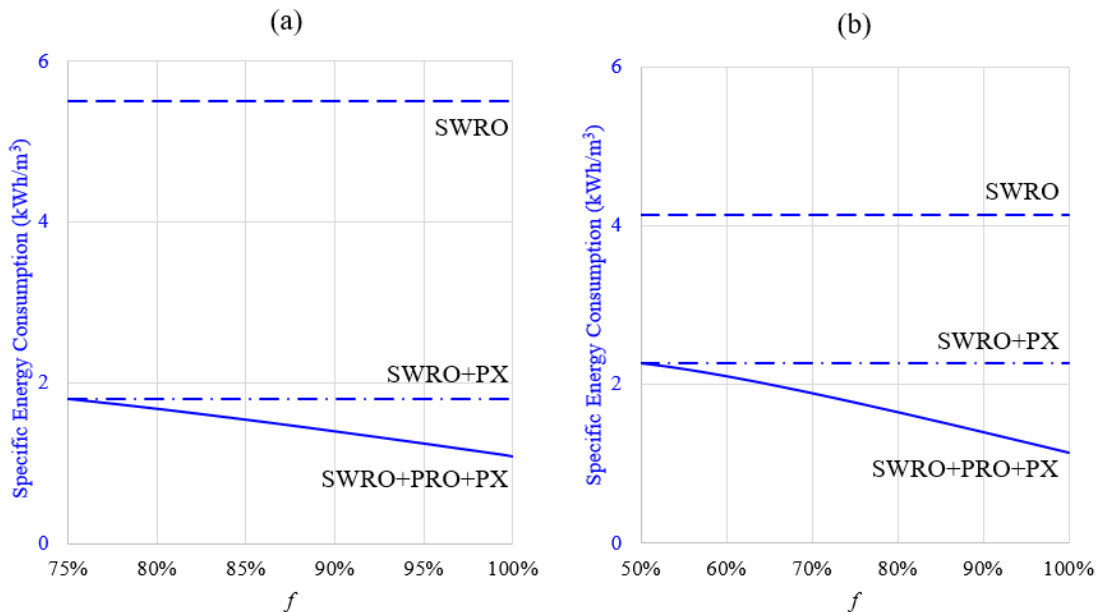 (a)
Specific Energy Consumption (kWh/m³)
6
4
2
0
SWRO
SWRO+PX
SWRO+PRO+PX
75% 80% 85% 90% 95% 100%
f
(b)
Specific Energy Consumption (kWh/m³)
6
4
2
0
SWRO
SWRO+PX
SWRO+PRO+PX
50% 60% 70% 80% 90% 100%
f